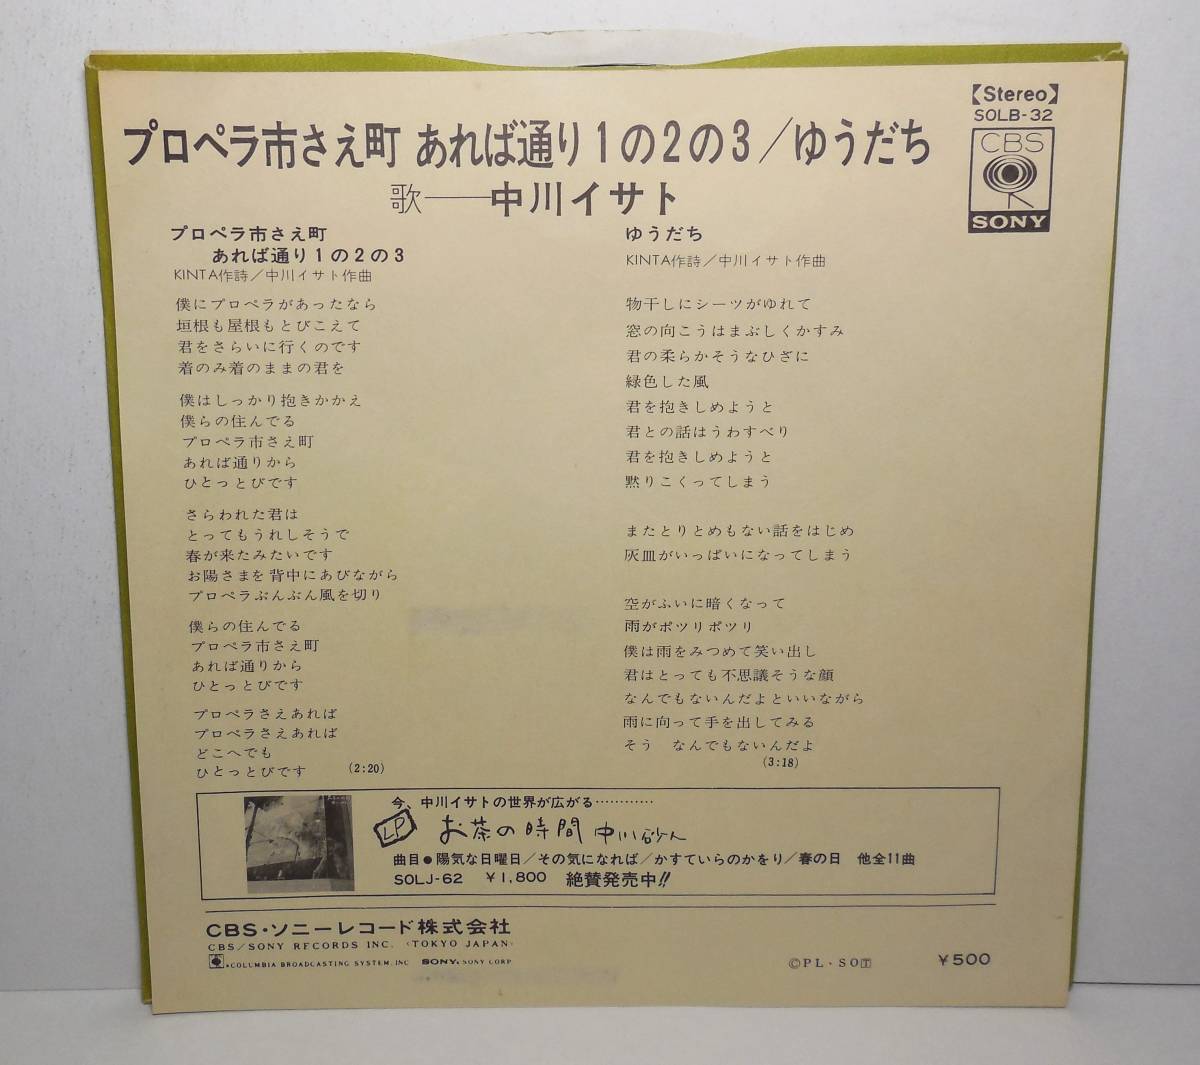 【Stereo】
SOLB-32
CBS
SONY
プロペラ市さえ町 あれば通り1の2の3／ゆうだち
歌――中川イサト
プロペラ市さえ町
あれば通り1の2の3
KINTA作詩／中川イサト作曲
僕にプロペラがあったなら
垣根も屋根もとびこえて
君をさらいに行くのです
着のみ着のままの君を
僕はしっかり抱きかかえ
僕らの住んでる
プロペラ市さえ町
あれば通りから
ひとっとびです
さらわれた君は
とってもうれしそうで
春が来たみたいです
お陽さまを背中にあびながら
プロペラぶんぶん風を切り
僕らの住んでる
プロペラ市さえ町
あれば通りから
ひとっとびです
プロペラさえあれば
プロペラさえあれば
どこへでも
ひとっとびです (2:20)
ゆうだち
KINTA作詩／中川イサト作曲
物干しにシーツがゆれて
窓の向こうはまぶしくかすみ
君の柔らかそうなひざに
緑色した風
君を抱きしめようと
君との話はうわすべり
君を抱きしめようと
黙りこくってしまう
またとりとめもない話をはじめ
灰皿がいっぱいになってしまう
空がふいに暗くなって
雨がポツリポツリ
僕は雨をみつめて笑い出し
君はとっても不思議そうな顔
なんでもないんだよといいながら
雨に向って手を出してみる
そう なんでもないんだよ
(3:18)
今、中川イサトの世界が広がる…………
LP お茶の時間 中川砂人
曲目●陽気な日曜日／その気になれば／かすていらのかをり／春の日 他全11曲
SOLJ-62 ￥1,800 絶賛発売中!!
CBS・ソニーレコード株式会社
CBS/SONY RECORDS INC. <TOKYO JAPAN>
COLUMBIA BROADCASTING SYSTEM, INC SONY: SONY CORP
ⒸPL・SO🅃 ￥500